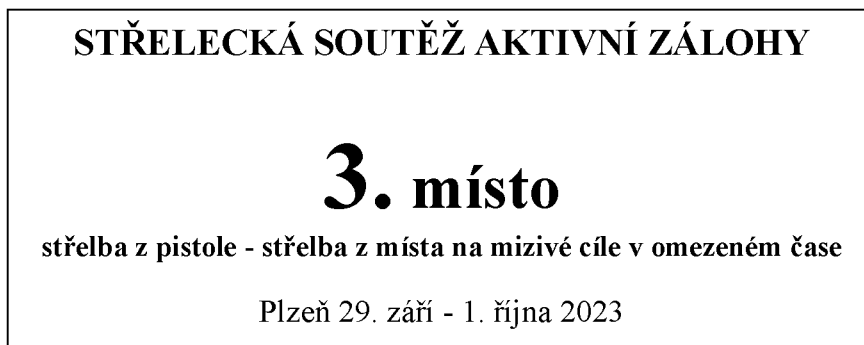 STŘELECKÁ SOUTĚŽ AKTIVNÍ ZÁLOHY
3. místo
střelba z pistole - střelba z místa na mizivé cíle v omezeném čase
Plzeň 29. září - 1. října 2023